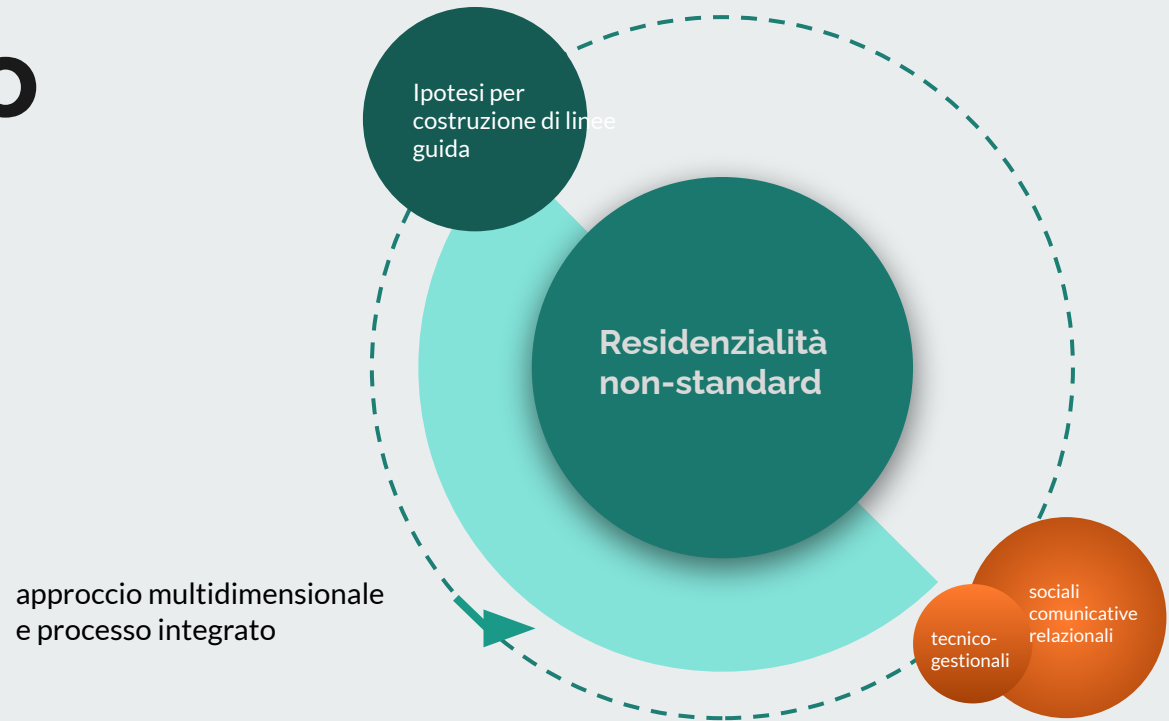 o
Ipotesi per
costruzione di linee
guida
Residenzialità
non-standard
approccio multidimensionale
e processo integrato
sociali
comunicative
relazionali
tecnico-
gestionali